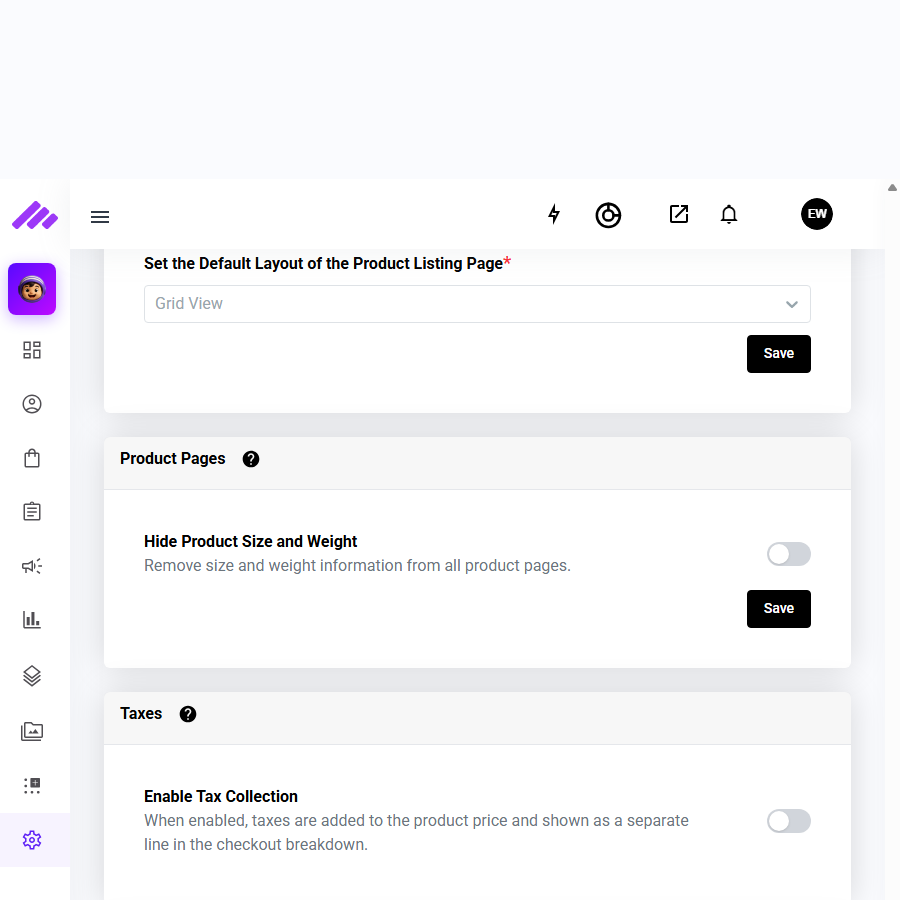 EW
Set the Default Layout of the Product Listing Page*
Grid View
Save
Product Pages
Hide Product Size and Weight
Remove size and weight information from all product pages.
Save
Taxes
Enable Tax Collection
When enabled, taxes are added to the product price and shown as a separate
line in the checkout breakdown.